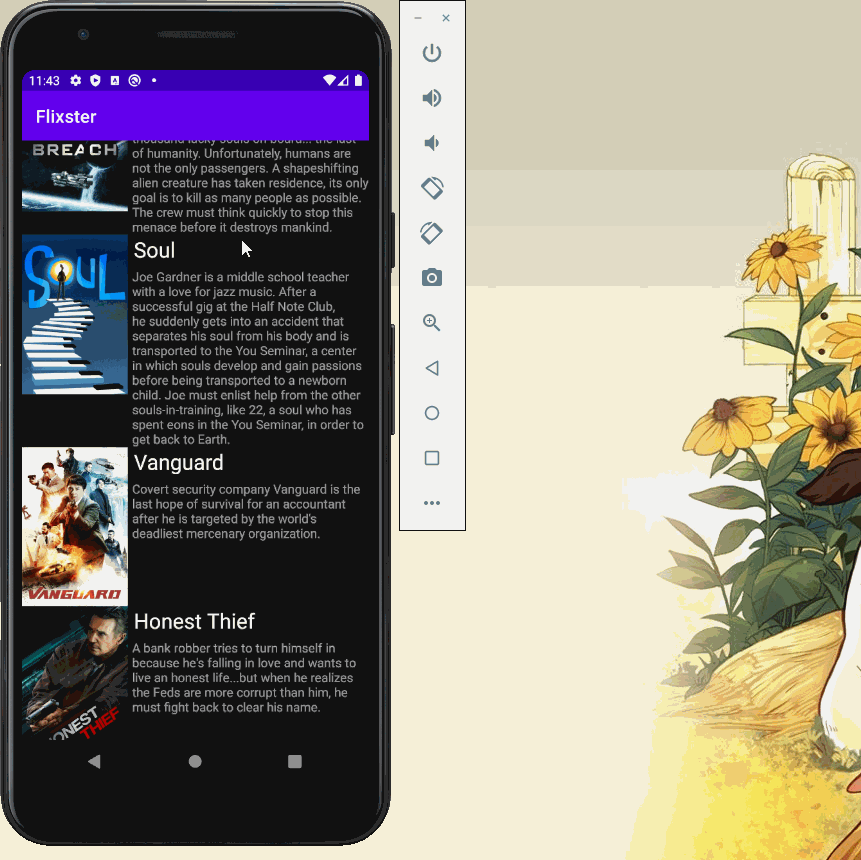 11:43
Flixster
BREACH
thousand lucky souls on board... the last
of humanity. Unfortunately, humans are
not the only passengers. A shapeshifting
alien creature has taken residence, its only
goal is to kill as many people as possible.
The crew must think quickly to stop this
menace before it destroys mankind.
SOUL
Soul
Joe Gardner is a middle school teacher
with a love for jazz music. After a
successful gig at the Half Note Club,
he suddenly gets into an accident that
separates his soul from his body and is
transported to the You Seminar, a center
in which souls develop and gain passions
before being transported to a newborn
child. Joe must enlist help from the other
souls-in-training, like 22, a soul who has
spent eons in the You Seminar, in order to
get back to Earth.
VANGUARD
Vanguard
Covert security company Vanguard is the
last hope of survival for an accountant
after he is targeted by the world's
deadliest mercenary organization.
HONEST
THIEF
Honest Thief
A bank robber tries to turn himself in
because he's falling in love and wants to
live an honest life...but when he realizes
the Feds are more corrupt than him, he
must fight back to clear his name.